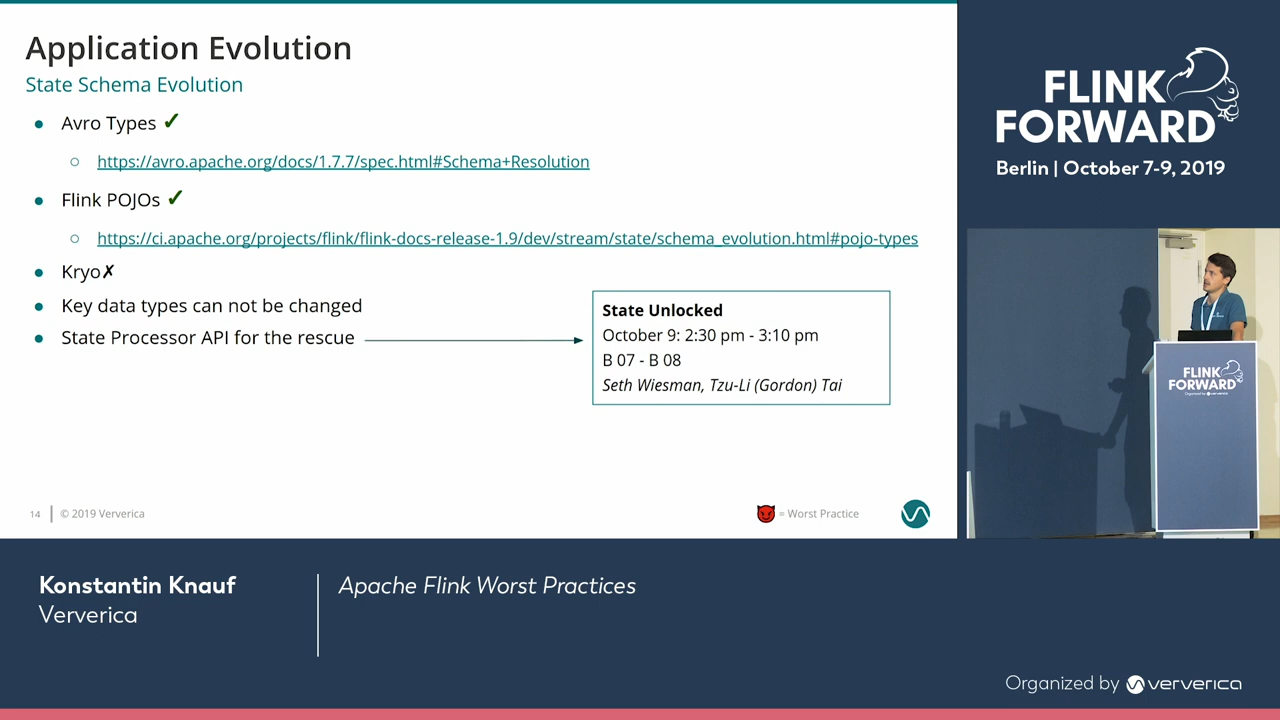 Application Evolution
State Schema Evolution
● Avro Types ✓
○ https://avro.apache.org/docs/1.7.7/spec.html#Schema+Resolution
● Flink POJOs ✓
○ https://ci.apache.org/projects/flink/flink-docs-release-1.9/dev/stream/state/schema_evolution.html#pojo-types
● Kryo✗
● Key data types can not be changed
● State Processor API for the rescue
State Unlocked
October 9: 2:30 pm - 3:10 pm
B 07 - B 08
Seth Wiesman, Tzu-Li (Gordon) Tai
14 | © 2019 Ververica
= Worst Practice
FLINK
FORWARD
Berlin | October 7-9, 2019
FLINK
FORWARD
Organized by ververica
Konstantin Knauf
Ververica
Apache Flink Worst Practices
Organized by ververica